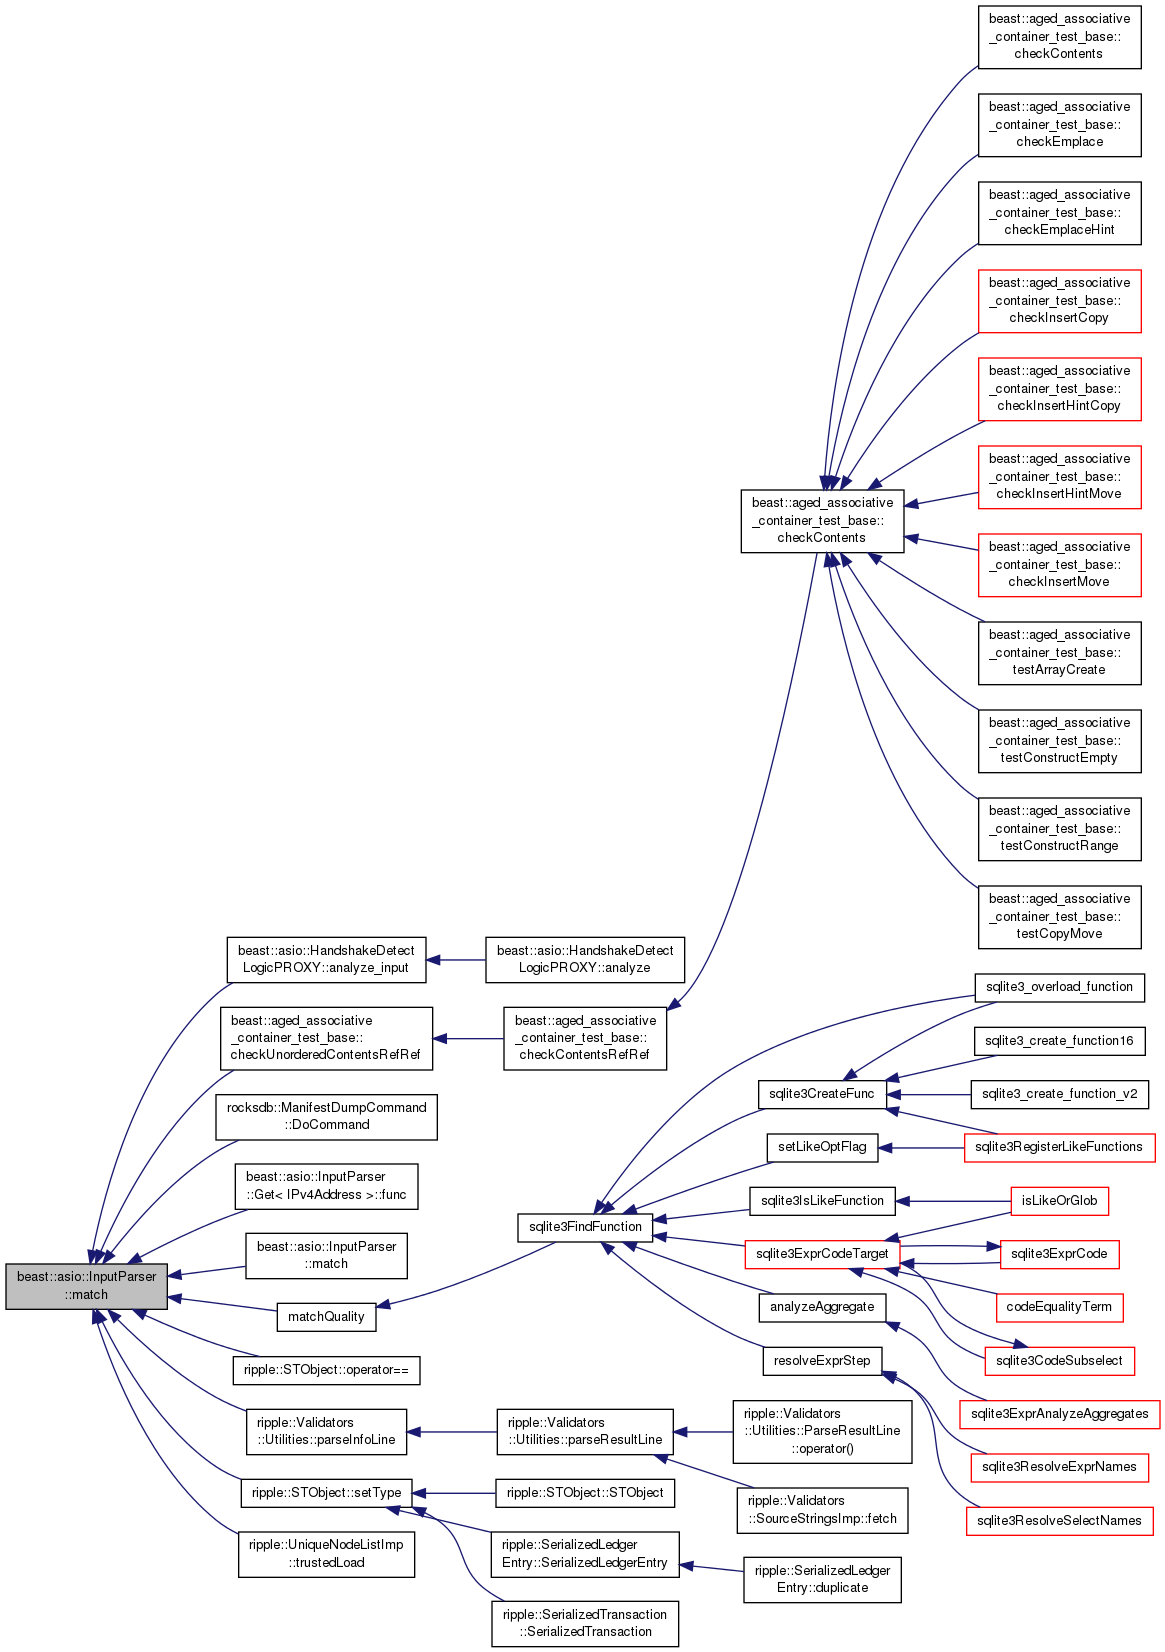 beast::aged_associative
_container_test_base::
checkContents
beast::aged_associative
_container_test_base::
checkEmplace
beast::aged_associative
_container_test_base::
checkEmplaceHint
beast::aged_associative
_container_test_base::
checkInsertCopy
beast::aged_associative
_container_test_base::
checkInsertHintCopy
beast::aged_associative
_container_test_base::
checkInsertHintMove
beast::aged_associative
_container_test_base::
checkContents
beast::aged_associative
_container_test_base::
checkInsertMove
beast::aged_associative
_container_test_base::
testArrayCreate
beast::aged_associative
_container_test_base::
testConstructEmpty
beast::aged_associative
_container_test_base::
testConstructRange
beast::aged_associative
_container_test_base::
testCopyMove
beast::asio::HandshakeDetect
LogicPROXY::analyze_input
beast::asio::HandshakeDetect
LogicPROXY::analyze
sqlite3_overload_function
beast::aged_associative
_container_test_base::
checkUnorderedContentsRefRef
beast::aged_associative
_container_test_base::
checkContentsRefRef
sqlite3_create_function16
sqlite3CreateFunc
sqlite3_create_function_v2
rocksdb::ManifestDumpCommand
::DoCommand
setLikeOptFlag
sqlite3RegisterLikeFunctions
beast::asio::InputParser
::Get< IPv4Address >::func
sqlite3IsLikeFunction
isLikeOrGlob
sqlite3FindFunction
beast::asio::InputParser
::match
sqlite3ExprCodeTarget
sqlite3ExprCode
beast::asio::InputParser
::match
matchQuality
analyzeAggregate
codeEqualityTerm
ripple::STObject::operator==
resolveExprStep
sqlite3CodeSubselect
ripple::Validators
::Utilities::parseInfoLine
ripple::Validators
::Utilities::parseResultLine
ripple::Validators
::Utilities::ParseResultLine
::operator()
sqlite3ExprAnalyzeAggregates
sqlite3ResolveExprNames
ripple::STObject::setType
ripple::STObject::STObject
ripple::Validators
::SourceStringsImp::fetch
sqlite3ResolveSelectNames
ripple::UniqueNodeListImp
::trustedLoad
ripple::SerializedLedger
Entry::SerializedLedgerEntry
ripple::SerializedLedger
Entry::duplicate
ripple::SerializedTransaction
::SerializedTransaction